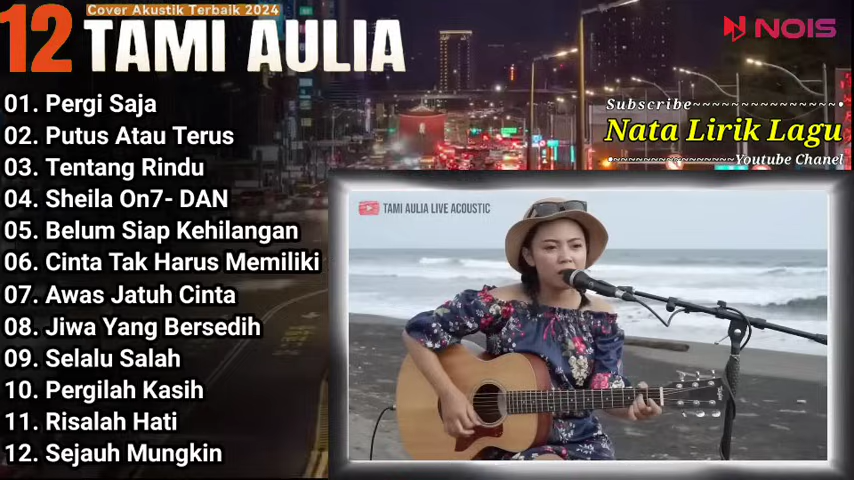 12
Cover Akustik Terbaik 2024
TAMI AULIA
NOIS
01. Pergi Saja
02. Putus Atau Terus
03. Tentang Rindu
04. Sheila On7- DAN
05. Belum Siap Kehilangan
06. Cinta Tak Harus Memiliki
07. Awas Jatuh Cinta
08. Jiwa Yang Bersedih
09. Selalu Salah
10. Pergilah Kasih
11. Risalah Hati
12. Sejauh Mungkin
Subscribe~~~~~~~~~~~~~~~•
Nata Lirik Lagu
•~~~~~~~~~~~~~~~Youtube Chanel
TAMI AULIA LIVE ACOUSTIC